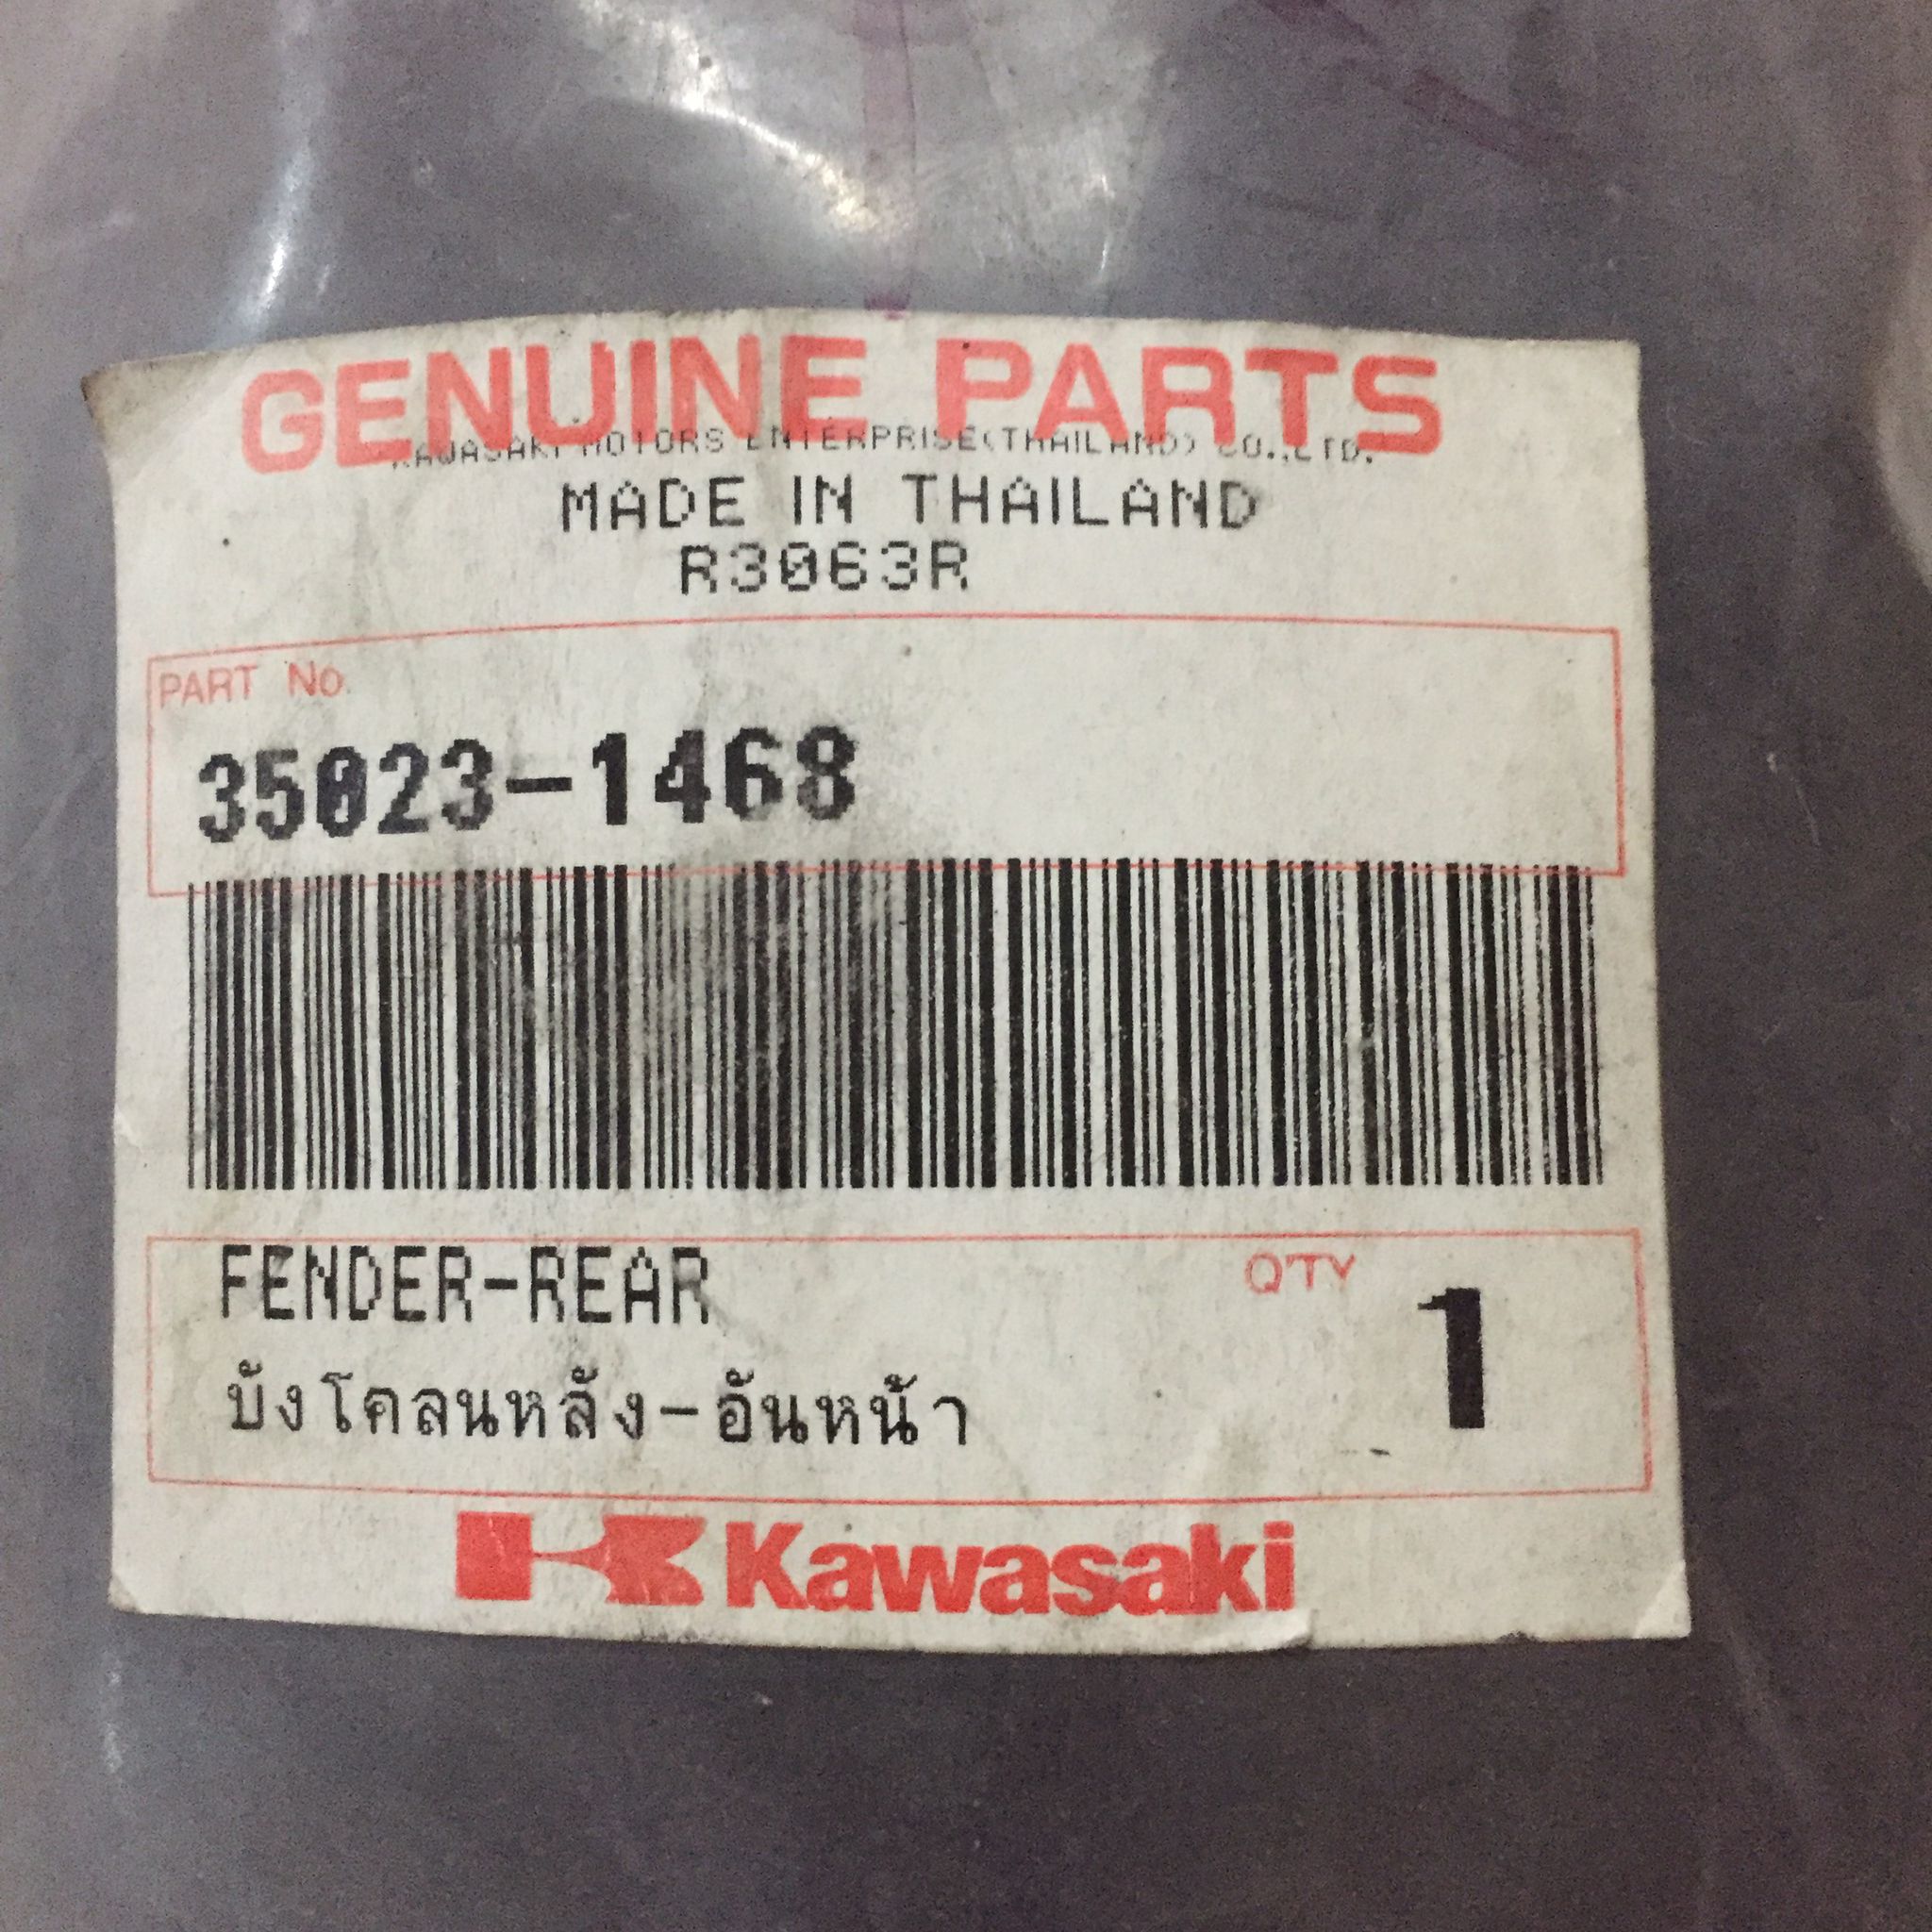 GENUINE PARTS
KAWASAKI MOTORS ENTERPRISE(THAILAND) CO.,LTD.
MADE IN THAILAND
R3063R
PART No.
35023-1468
FENDER-REAR
Q'TY 1
บังโคลนหลัง-อันหน้า
Kawasaki